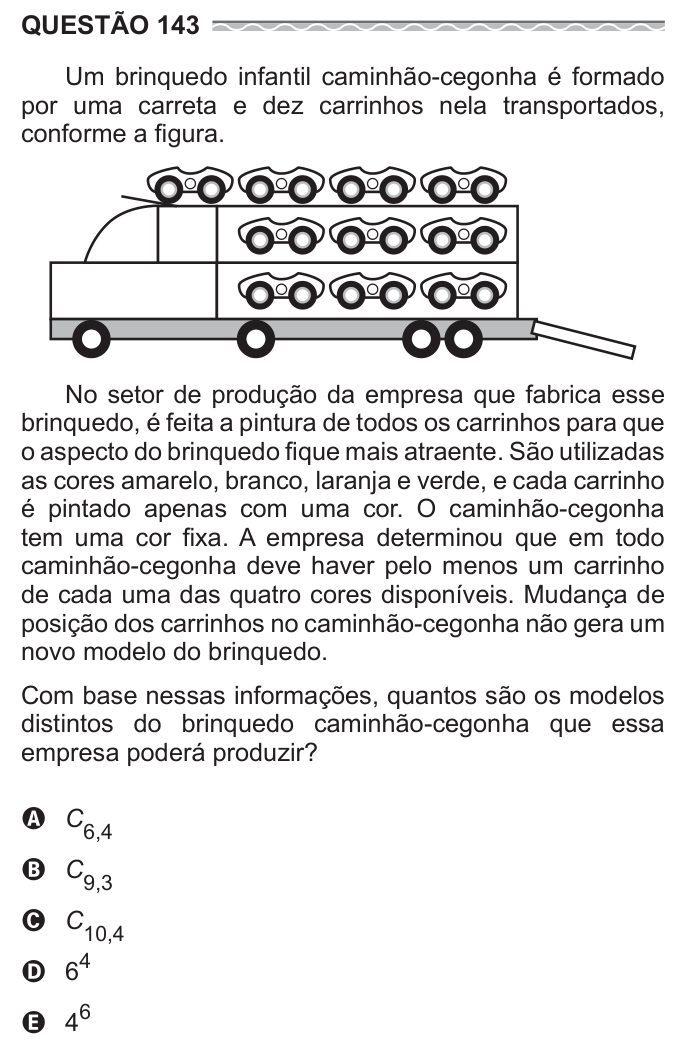 QUESTÃO 143
Um brinquedo infantil caminhão-cegonha é formado
por uma carreta e dez carrinhos nela transportados,
conforme a figura.
No setor de produção da empresa que fabrica esse
brinquedo, é feita a pintura de todos os carrinhos para que
o aspecto do brinquedo fique mais atraente. São utilizadas
as cores amarelo, branco, laranja e verde, e cada carrinho
é pintado apenas com uma cor. O caminhão-cegonha
tem uma cor fixa. A empresa determinou que em todo
caminhão-cegonha deve haver pelo menos um carrinho
de cada uma das quatro cores disponíveis. Mudança de
posição dos carrinhos no caminhão-cegonha não gera um
novo modelo do brinquedo.
Com base nessas informações, quantos são os modelos
distintos do brinquedo caminhão-cegonha que essa
empresa poderá produzir?
A C₆,₄
B C₉,₃
C C₁₀,₄
D 6⁴
E 4⁶